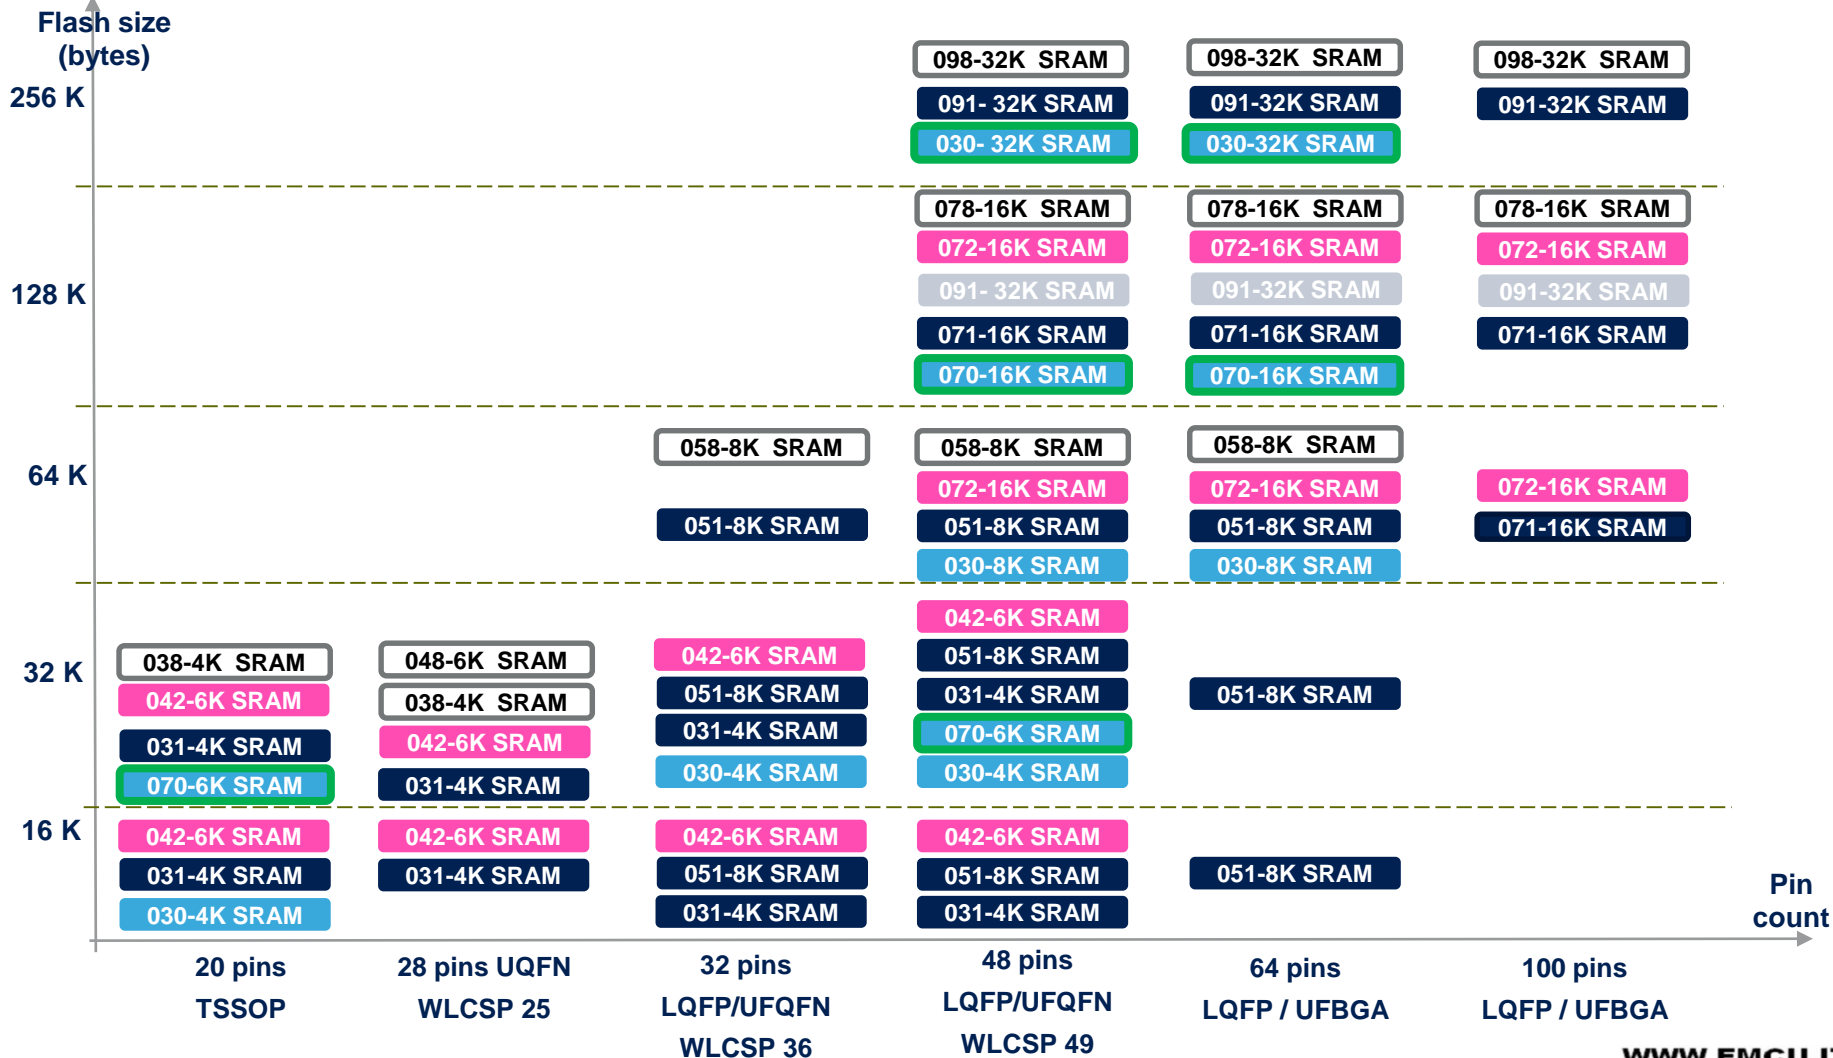 Flash size
(bytes)
256 K
098-32K SRAM
098-32K SRAM
098-32K SRAM
091- 32K SRAM
091-32K SRAM
091-32K SRAM
030- 32K SRAM
030-32K SRAM
128 K
078-16K SRAM
078-16K SRAM
078-16K SRAM
072-16K SRAM
072-16K SRAM
072-16K SRAM
091- 32K SRAM
091-32K SRAM
091-32K SRAM
071-16K SRAM
071-16K SRAM
071-16K SRAM
070-16K SRAM
070-16K SRAM
64 K
058-8K SRAM
058-8K SRAM
058-8K SRAM
072-16K SRAM
072-16K SRAM
072-16K SRAM
051-8K SRAM
051-8K SRAM
051-8K SRAM
071-16K SRAM
030-8K SRAM
030-8K SRAM
32 K
042-6K SRAM
038-4K SRAM
048-6K SRAM
042-6K SRAM
051-8K SRAM
042-6K SRAM
038-4K SRAM
051-8K SRAM
031-4K SRAM
051-8K SRAM
031-4K SRAM
042-6K SRAM
031-4K SRAM
070-6K SRAM
070-6K SRAM
031-4K SRAM
030-4K SRAM
030-4K SRAM
16 K
042-6K SRAM
042-6K SRAM
042-6K SRAM
042-6K SRAM
031-4K SRAM
031-4K SRAM
051-8K SRAM
051-8K SRAM
051-8K SRAM
030-4K SRAM
031-4K SRAM
031-4K SRAM
Pin
count
20 pins
TSSOP
28 pins UQFN
WLCSP 25
32 pins
LQFP/UFQFN
WLCSP 36
48 pins
LQFP/UFQFN
WLCSP 49
64 pins
LQFP / UFBGA
100 pins
LQFP / UFBGA